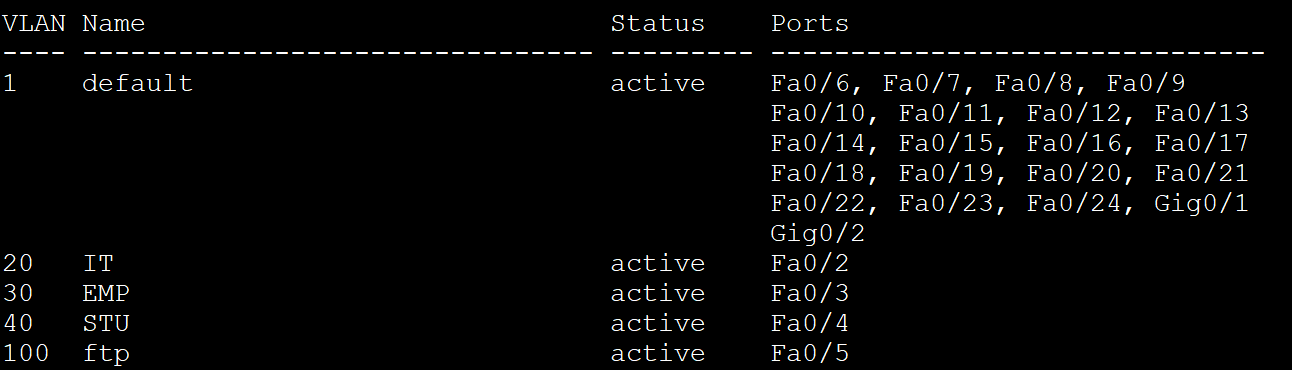 VLAN Name                             Status    Ports
---- -------------------------------- --------- -------------------------------
1    default                          active    Fa0/6, Fa0/7, Fa0/8, Fa0/9
                                                Fa0/10, Fa0/11, Fa0/12, Fa0/13
                                                Fa0/14, Fa0/15, Fa0/16, Fa0/17
                                                Fa0/18, Fa0/19, Fa0/20, Fa0/21
                                                Fa0/22, Fa0/23, Fa0/24, Gig0/1
                                                Gig0/2
20   IT                               active    Fa0/2
30   EMP                              active    Fa0/3
40   STU                              active    Fa0/4
100  ftp                              active    Fa0/5